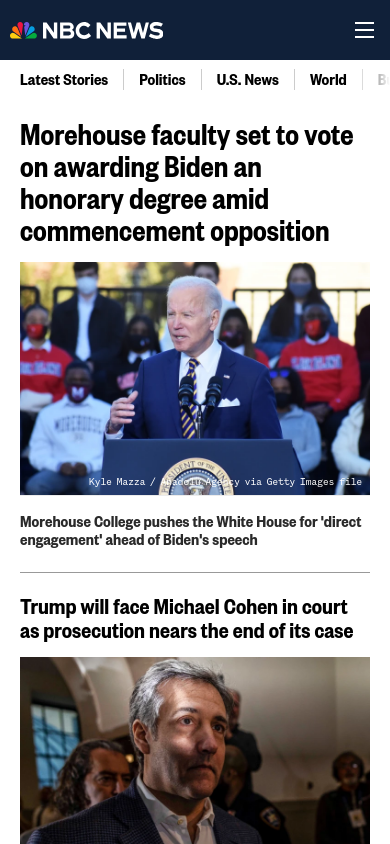 NBC NEWS
Latest Stories
Politics
U.S. News
World
Morehouse faculty set to vote
on awarding Biden an
honorary degree amid
commencement opposition
MOREHOUSE
Kyle Mazza / Anadolu Agency via Getty Images file
Morehouse College pushes the White House for 'direct
engagement' ahead of Biden's speech
Trump will face Michael Cohen in court
as prosecution nears the end of its case